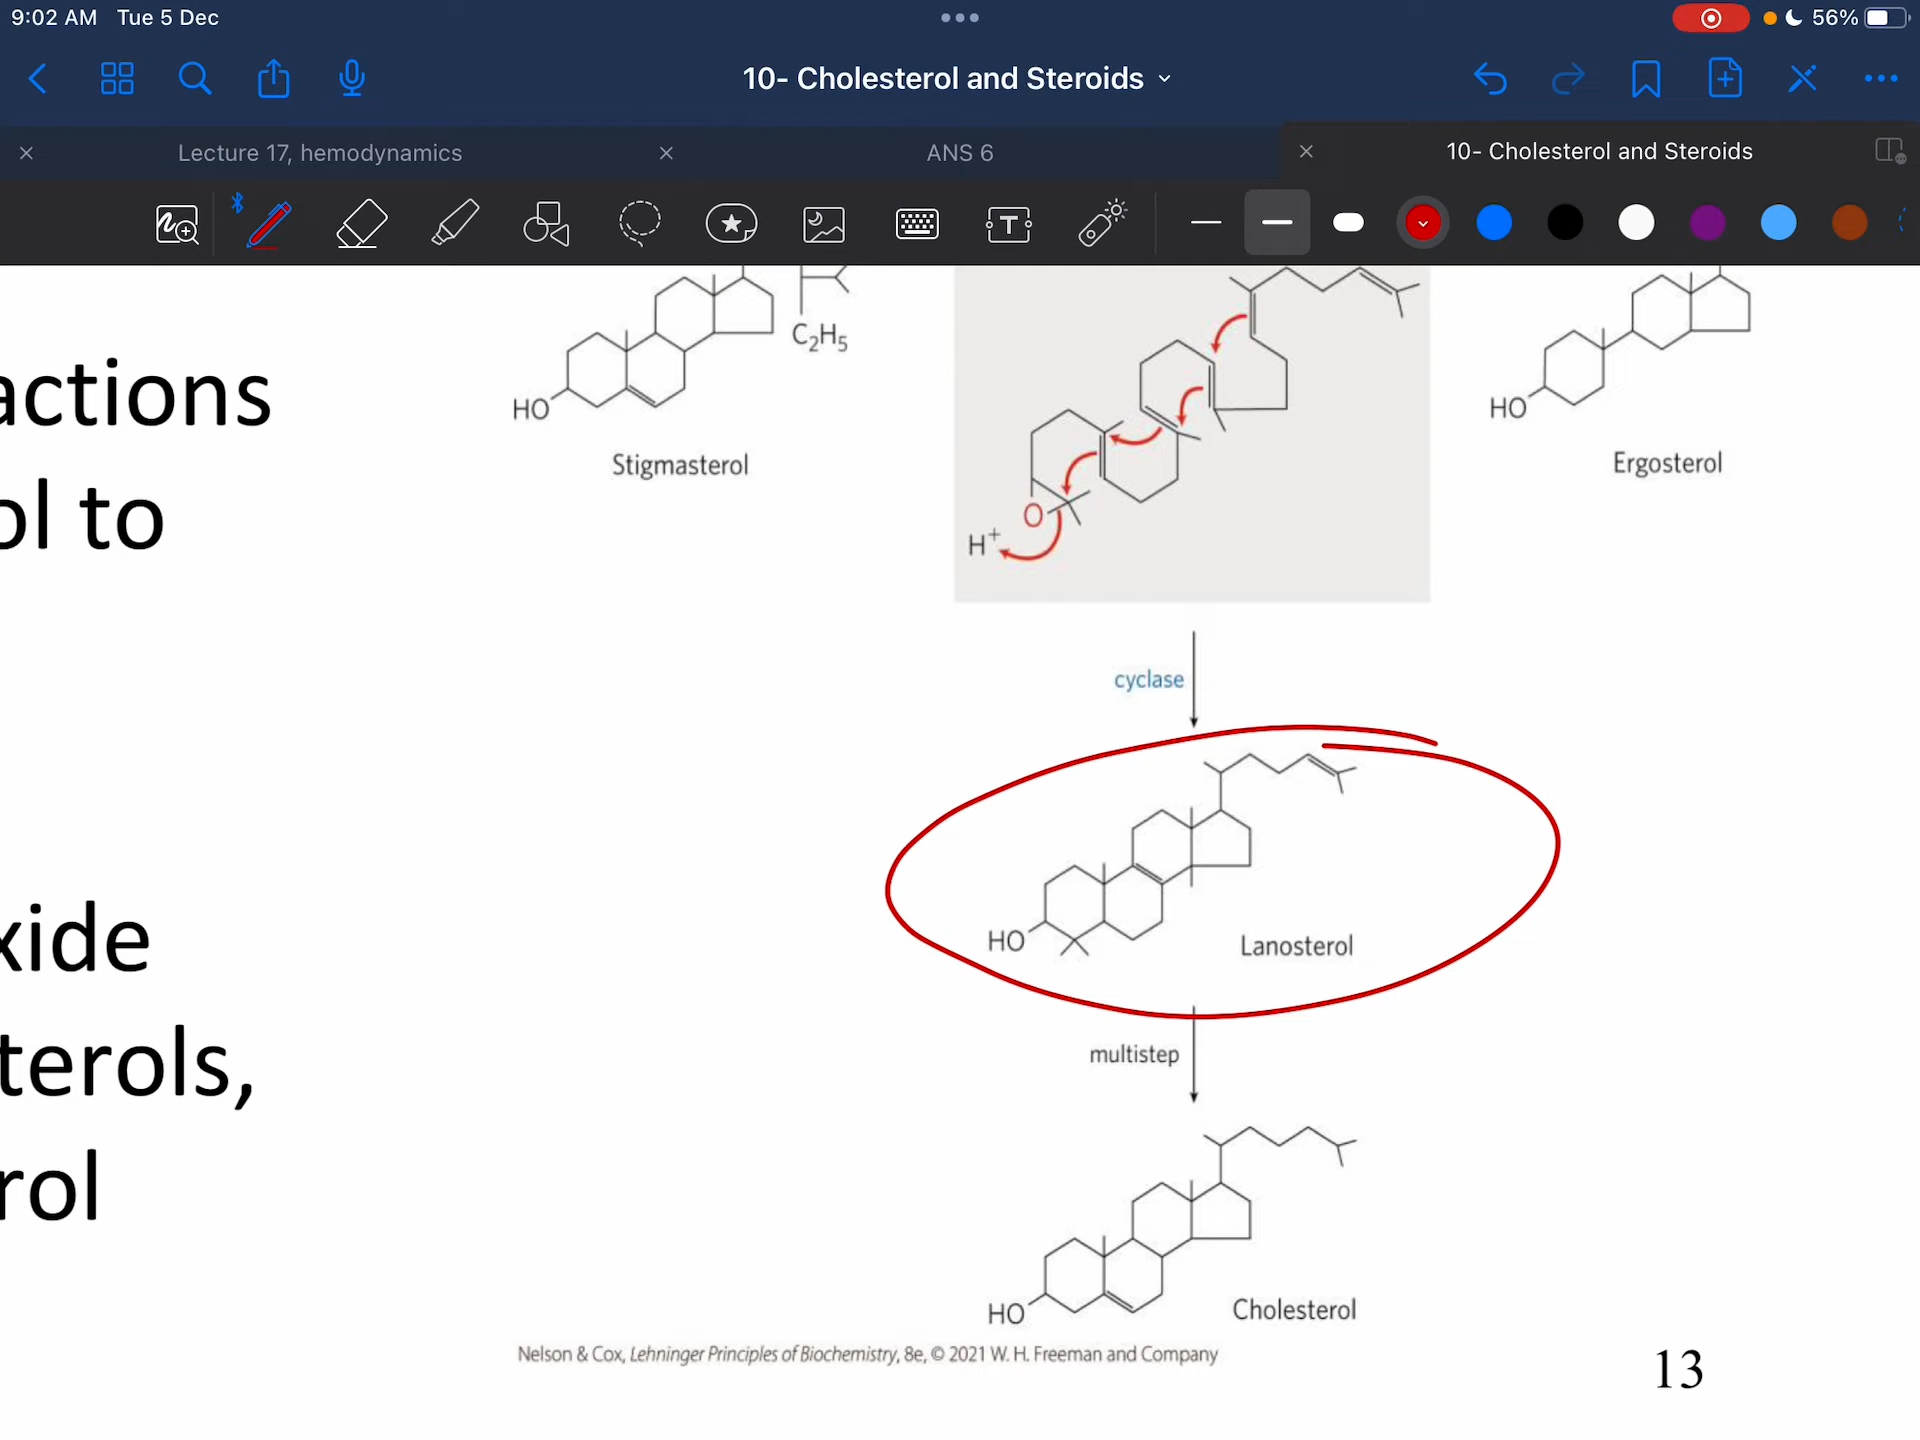 9:02 AM Tue 5 Dec
56%
10- Cholesterol and Steroids
Lecture 17, hemodynamics
ANS 6
10- Cholesterol and Steroids
T
C₂H₅
HO
Stigmasterol
O
H⁺
HO
Ergosterol
actions
ol to
cyclase
HO
Lanosterol
xide
terols,
rol
multistep
HO
Cholesterol
Nelson & Cox, Lehninger Principles of Biochemistry, 8e, © 2021 W. H. Freeman and Company
13